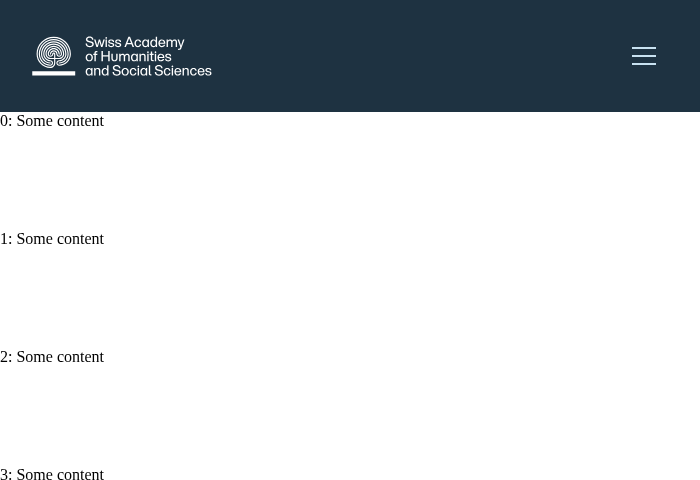 Swiss Academy
of Humanities
and Social Sciences
0: Some content
1: Some content
2: Some content
3: Some content